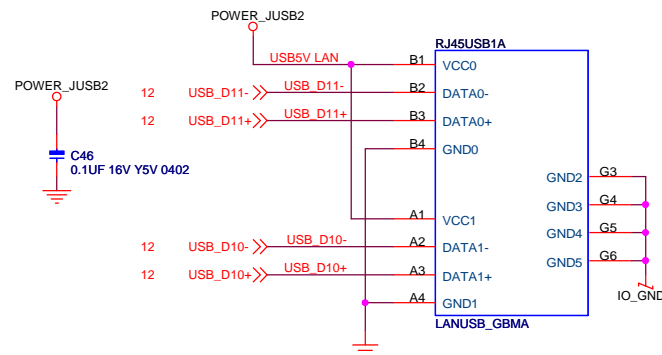 POWER_JUSB2
RJ45USB1A
USB5V LAN
B1
VCC0
POWER_JUSB2
12 USB_D11- USB_D11- B2 DATA0-
12 USB_D11+ USB_D11+ B3 DATA0+
B4
GND0
C46
0.1UF 16V Y5V 0402
GND2 G3
GND3 G4
A1
VCC1
GND4 G5
12 USB_D10- USB_D10- A2 DATA1-
GND5 G6
12 USB_D10+ USB_D10+ A3 DATA1+
IO_GND
A4
GND1
LANUSB_GBMA